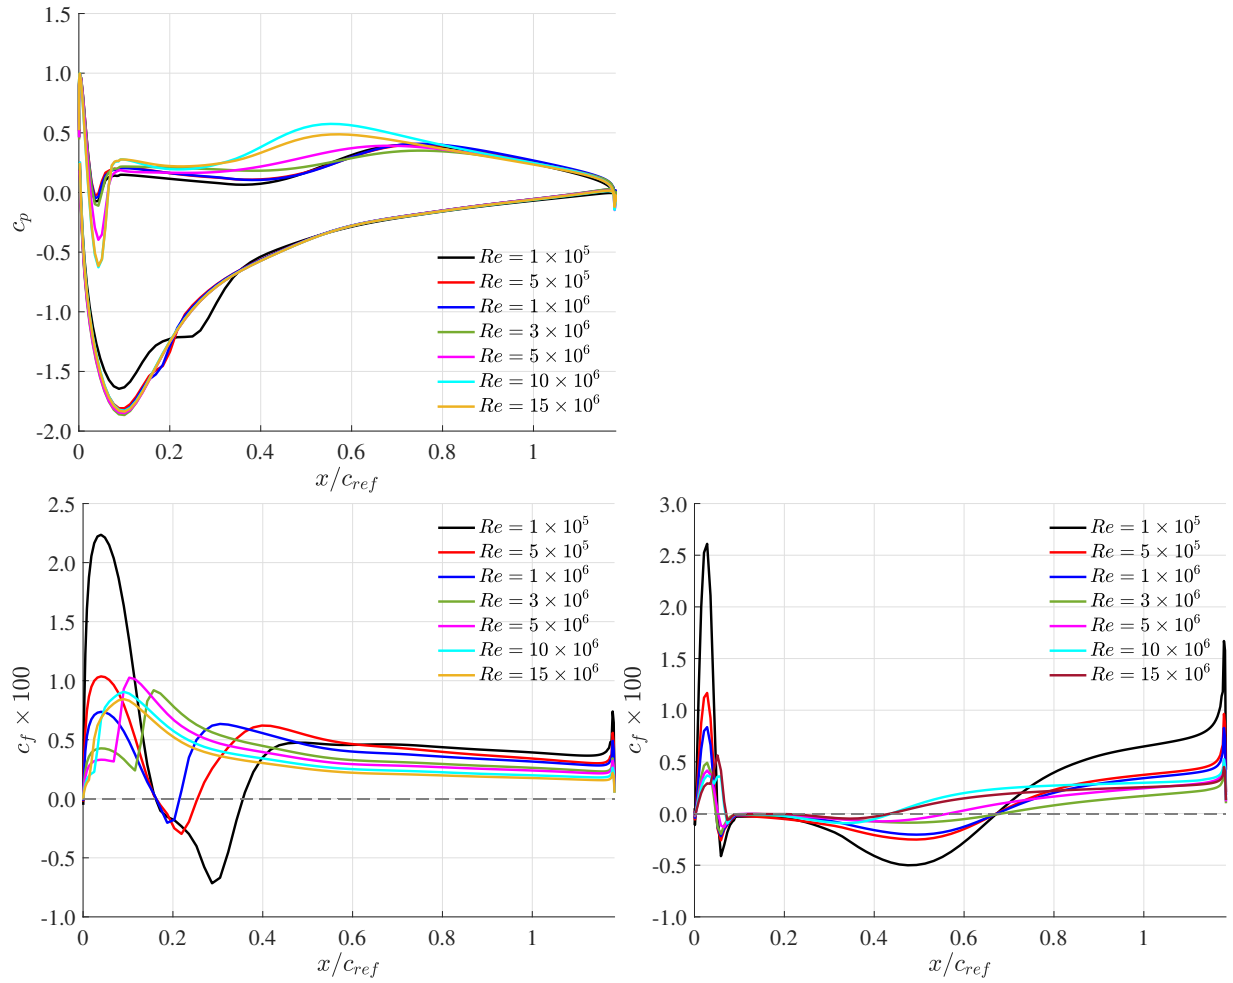 1.5
1.0
0.5
0.0
-0.5
-1.0
-1.5
-2.0
c_p
0 0.2 0.4 0.6 0.8 1
x/c_{ref}
Re = 1 × 10^5
Re = 5 × 10^5
Re = 1 × 10^6
Re = 3 × 10^6
Re = 5 × 10^6
Re = 10 × 10^6
Re = 15 × 10^6
2.5
2.0
1.5
1.0
0.5
0.0
-0.5
-1.0
c_f × 100
0 0.2 0.4 0.6 0.8 1
x/c_{ref}
Re = 1 × 10^5
Re = 5 × 10^5
Re = 1 × 10^6
Re = 3 × 10^6
Re = 5 × 10^6
Re = 10 × 10^6
Re = 15 × 10^6
3.0
2.5
2.0
1.5
1.0
0.5
0.0
-0.5
-1.0
c_f × 100
0 0.2 0.4 0.6 0.8 1
x/c_{ref}
Re = 1 × 10^5
Re = 5 × 10^5
Re = 1 × 10^6
Re = 3 × 10^6
Re = 5 × 10^6
Re = 10 × 10^6
Re = 15 × 10^6